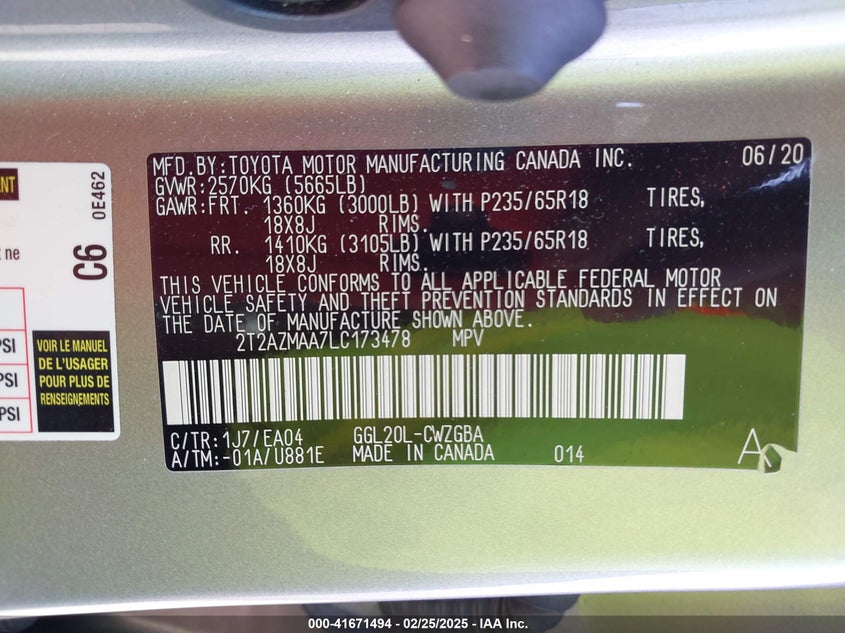 MFD.BY:TOYOTA MOTOR MANUFACTURING CANADA INC. 06/20
GVWR:2570KG (5665LB)
GAWR:FRT. 1360KG (3000LB) WITH P235/65R18 TIRES,
18X8J RIMS.
RR. 1410KG (3105LB) WITH P235/65R18 TIRES,
18X8J RIMS.
THIS VEHICLE CONFORMS TO ALL APPLICABLE FEDERAL MOTOR
VEHICLE SAFETY AND THEFT PREVENTION STANDARDS IN EFFECT ON
THE DATE OF MANUFACTURE SHOWN ABOVE.
2T2AZMAA7LC173478 MPV
C/TR:1J7/EA04 GGL20L-CWZGBA
A/TM:-01A/U881E MADE IN CANADA 014 A
C6 0E462
ne
PSI
PSI
PSI
VOIR LE MANUEL
DE L'USAGER
POUR PLUS DE
RENSEIGNEMENTS
000-41671494 - 02/25/2025 - IAA Inc.